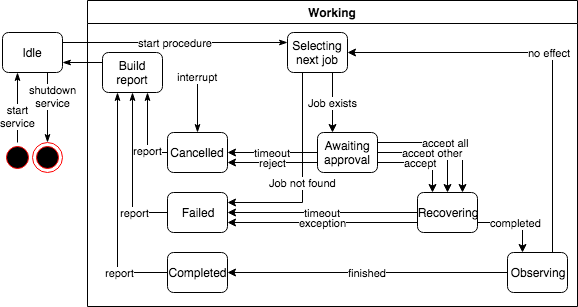 Working
Idle
start procedure
Selecting
next job
no effect
Build
report
interrupt
start
service
shutdown
service
Job exists
Awaiting
approval
accept all
accept other
accept
Cancelled
report
timeout
reject
Job not found
Failed
report
timeout
exception
Recovering
completed
Completed
report
finished
Observing